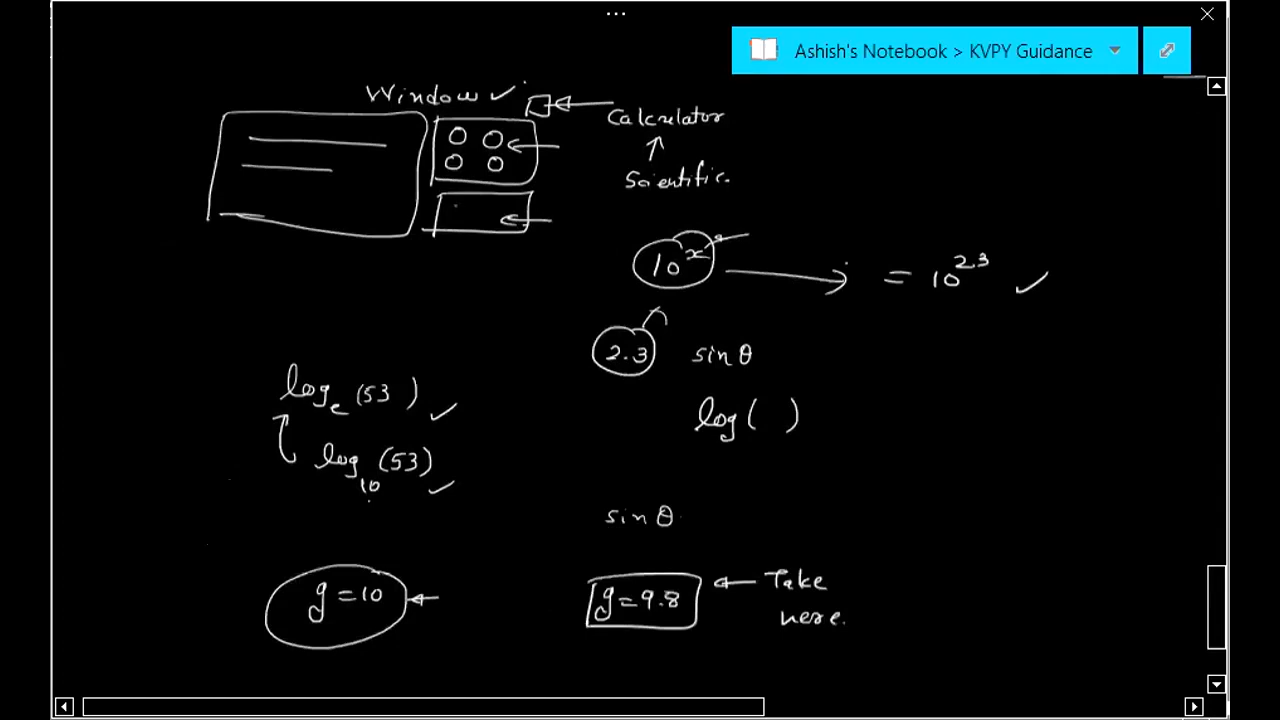 ...
Ashish's Notebook > KVPY Guidance
Window ✓
Calculator
Scientific.
10^x
= 10^2.3 ✓
2.3
sin θ
log_e (53) ✓
log( )
log_10 (53) ✓
sin θ
g = 10
g = 9.8
Take
here.